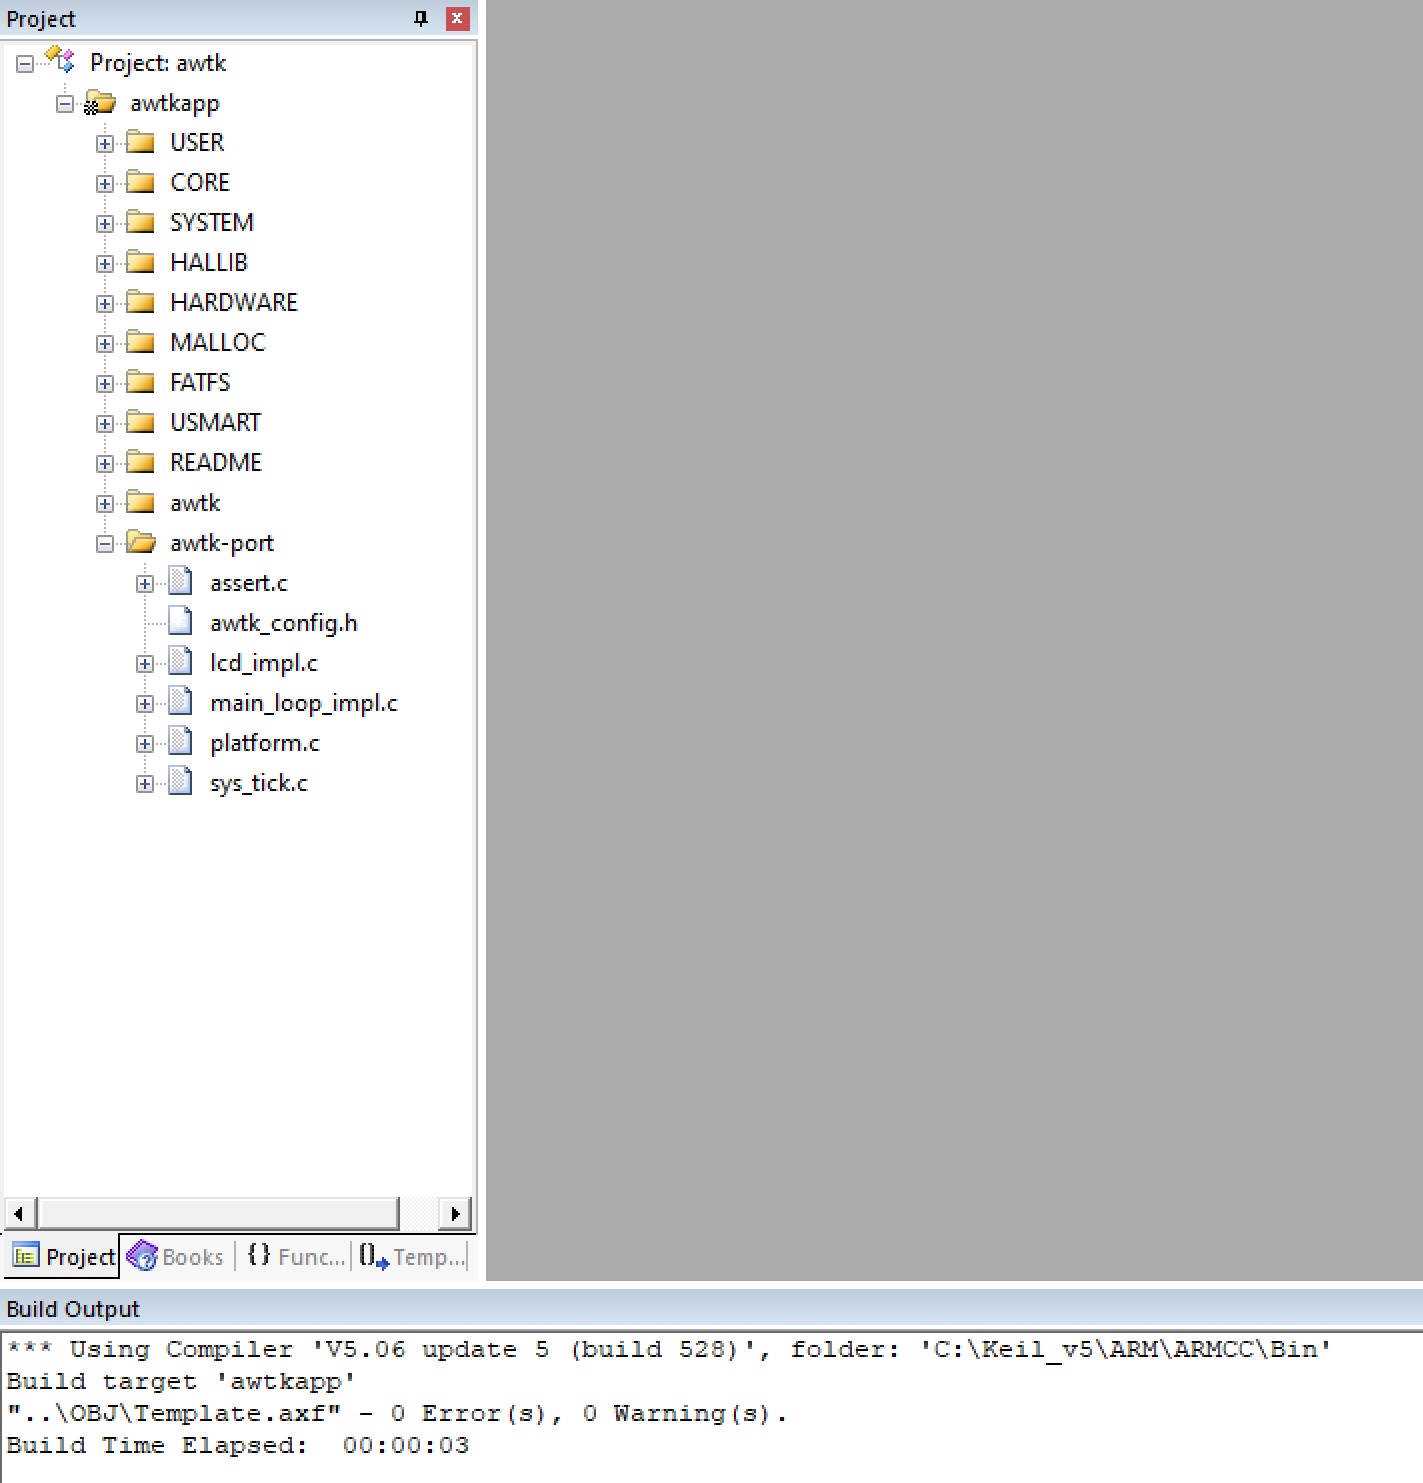 Project
Project: awtk
awtkapp
USER
CORE
SYSTEM
HALLIB
HARDWARE
MALLOC
FATFS
USMART
README
awtk
awtk-port
assert.c
awtk_config.h
lcd_impl.c
main_loop_impl.c
platform.c
sys_tick.c
Project Books {} Func... {} Temp...
Build Output
*** Using Compiler 'V5.06 update 5 (build 528)', folder: 'C:\Keil_v5\ARM\ARMCC\Bin'
Build target 'awtkapp'
"..\OBJ\Template.axf" - 0 Error(s), 0 Warning(s).
Build Time Elapsed:  00:00:03